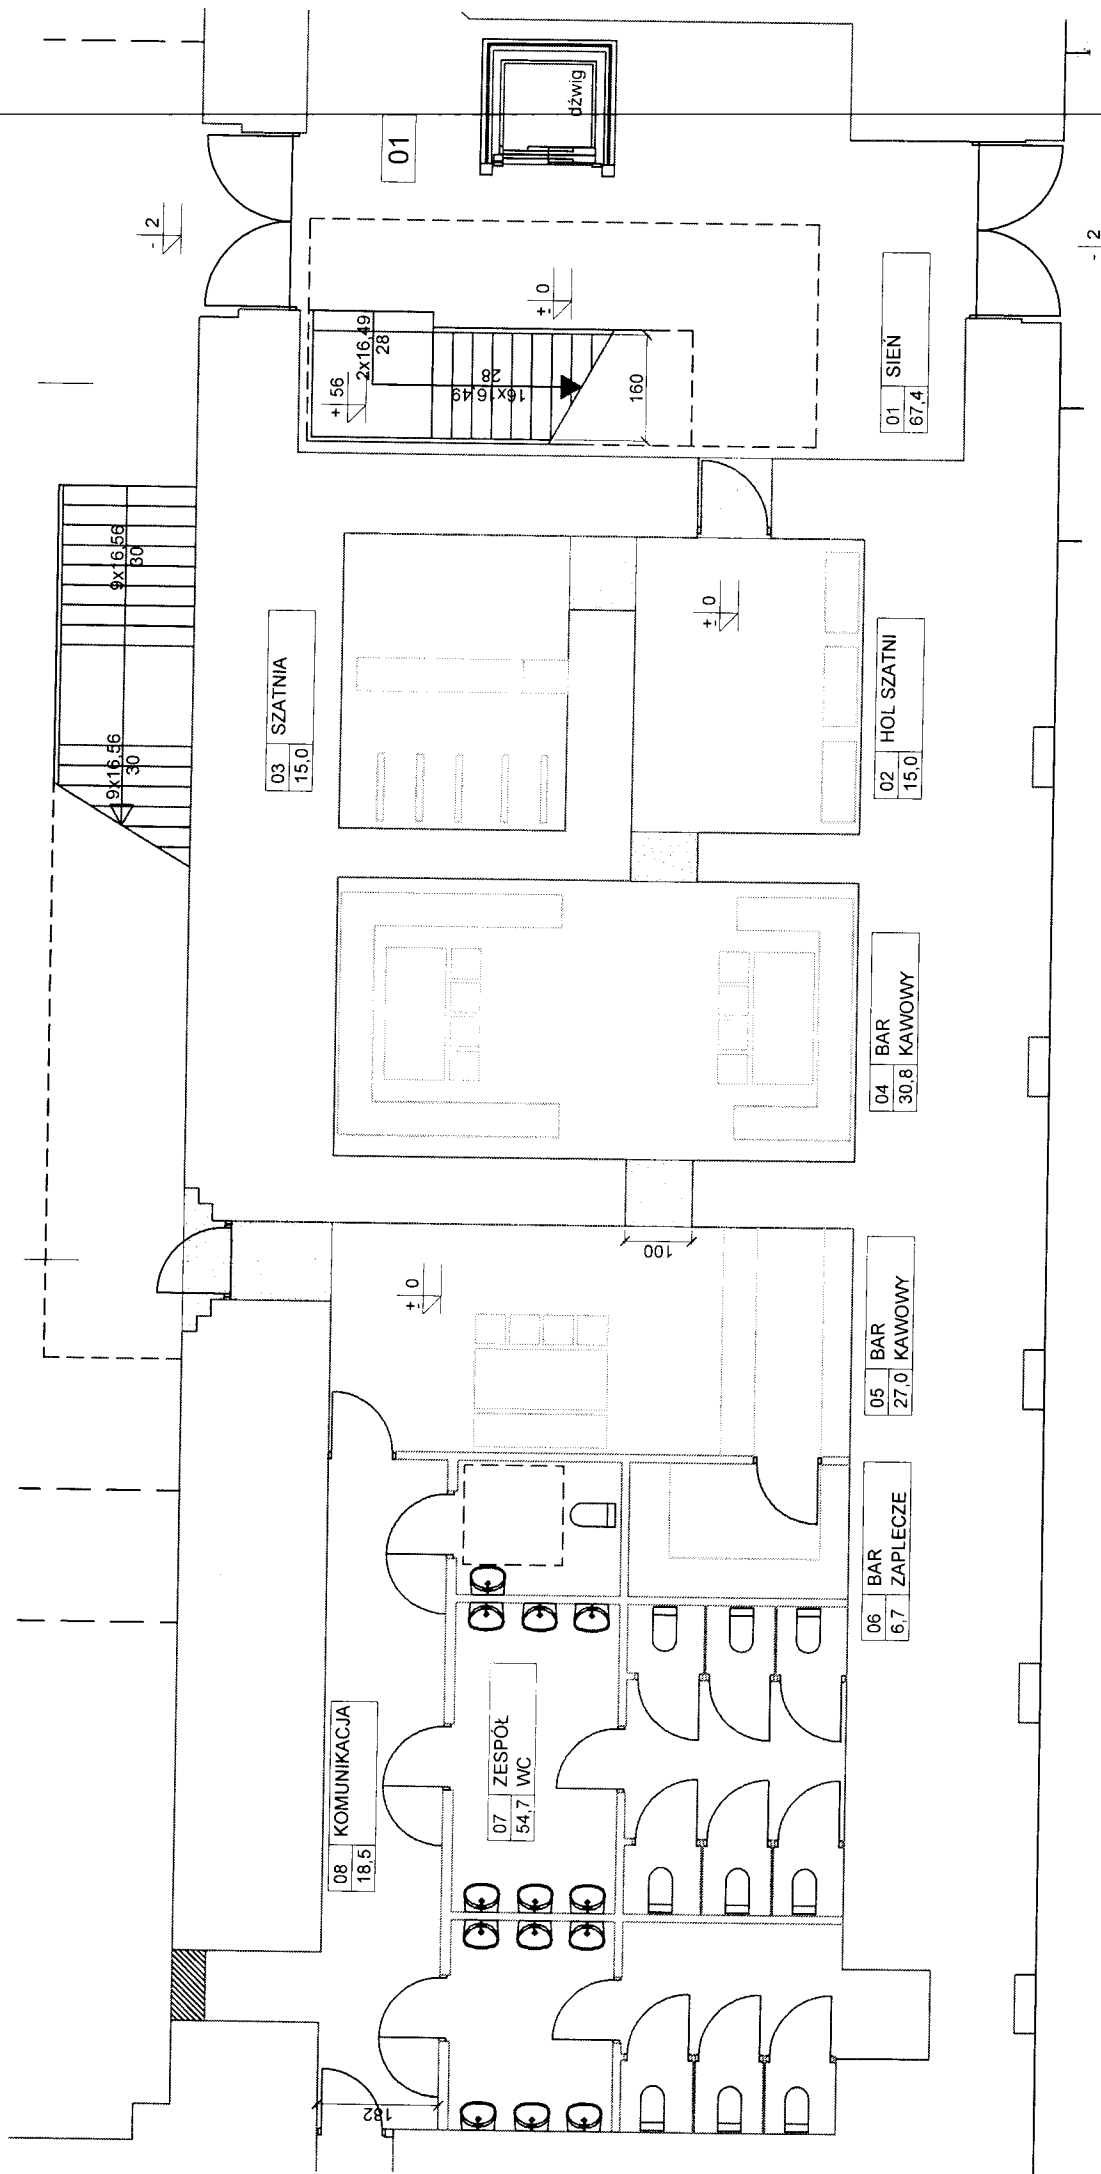 dźwig
01
- 2
± 0
2x16,49
28
+ 56
16x16,49
28
160
01 SIEŃ
67,4
- 2
9x16,56
30
9x16,56
30
03 SZATNIA
15,0
± 0
02 HOL SZATNI
15,0
04 BAR
30,8 KAWOWY
100
± 0
05 BAR
27,0 KAWOWY
06 BAR
6,7 ZAPLECZE
07 ZESPÓŁ
54,7 WC
08 KOMUNIKACJA
18,5
182